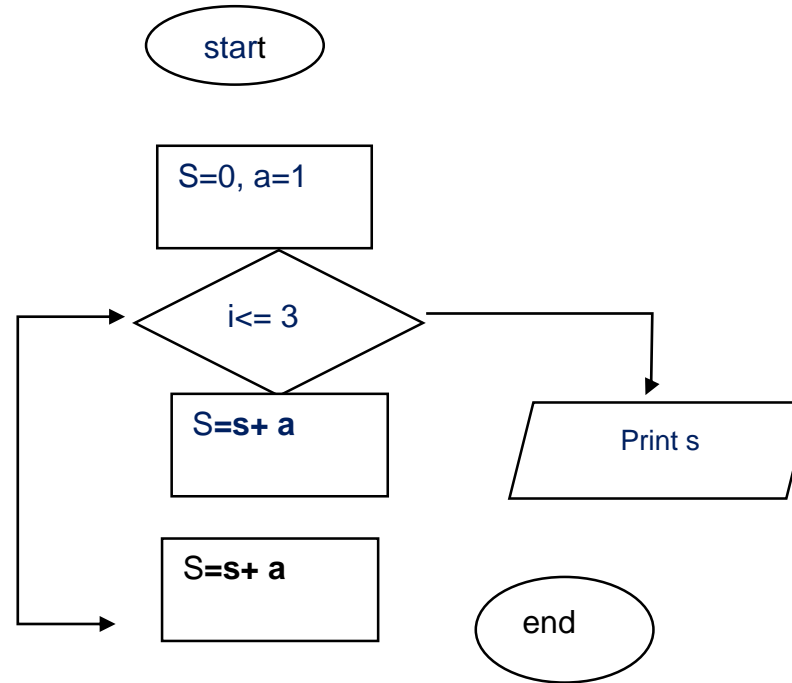 start
S=0, a=1
i<= 3
S=s+ a
Print s
S=s+ a
end